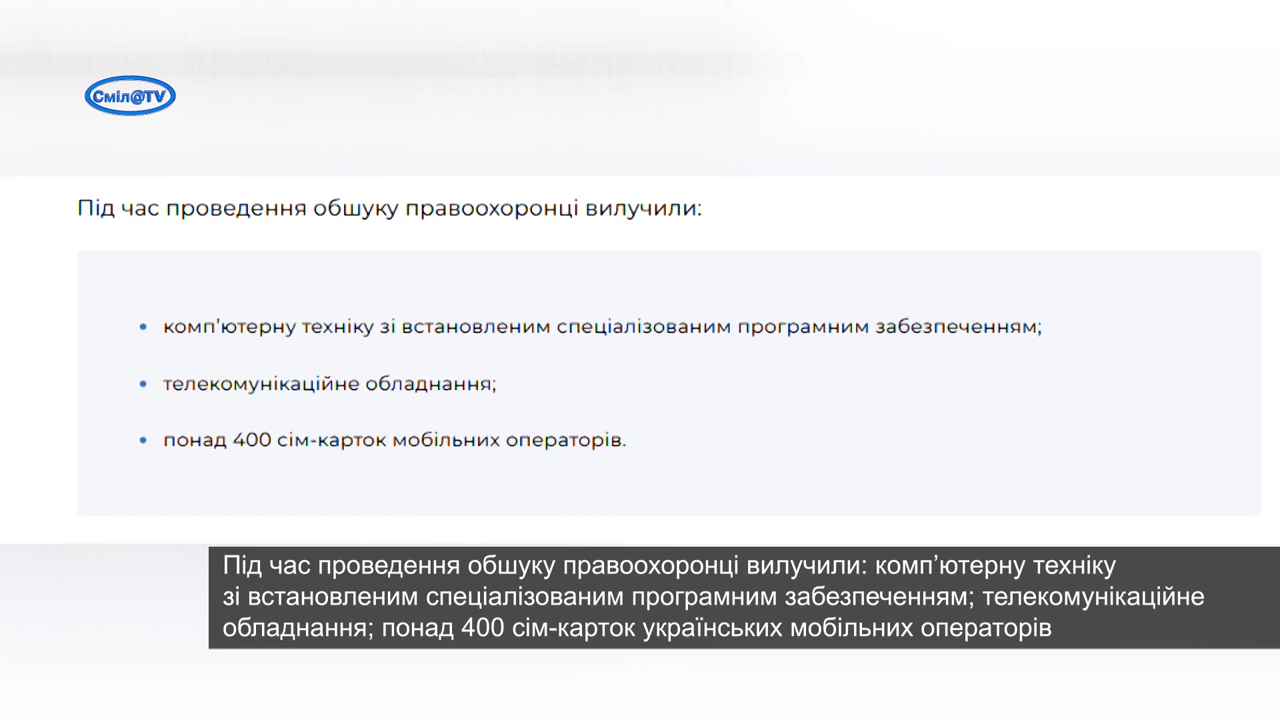 Сміл@TV
Під час проведення обшуку правоохоронці вилучили:
• комп’ютерну техніку зі встановленим спеціалізованим програмним забезпеченням;
• телекомунікаційне обладнання;
• понад 400 сім-карток мобільних операторів.
Під час проведення обшуку правоохоронці вилучили: комп’ютерну техніку
зі встановленим спеціалізованим програмним забезпеченням; телекомунікаційне
обладнання; понад 400 сім-карток українських мобільних операторів